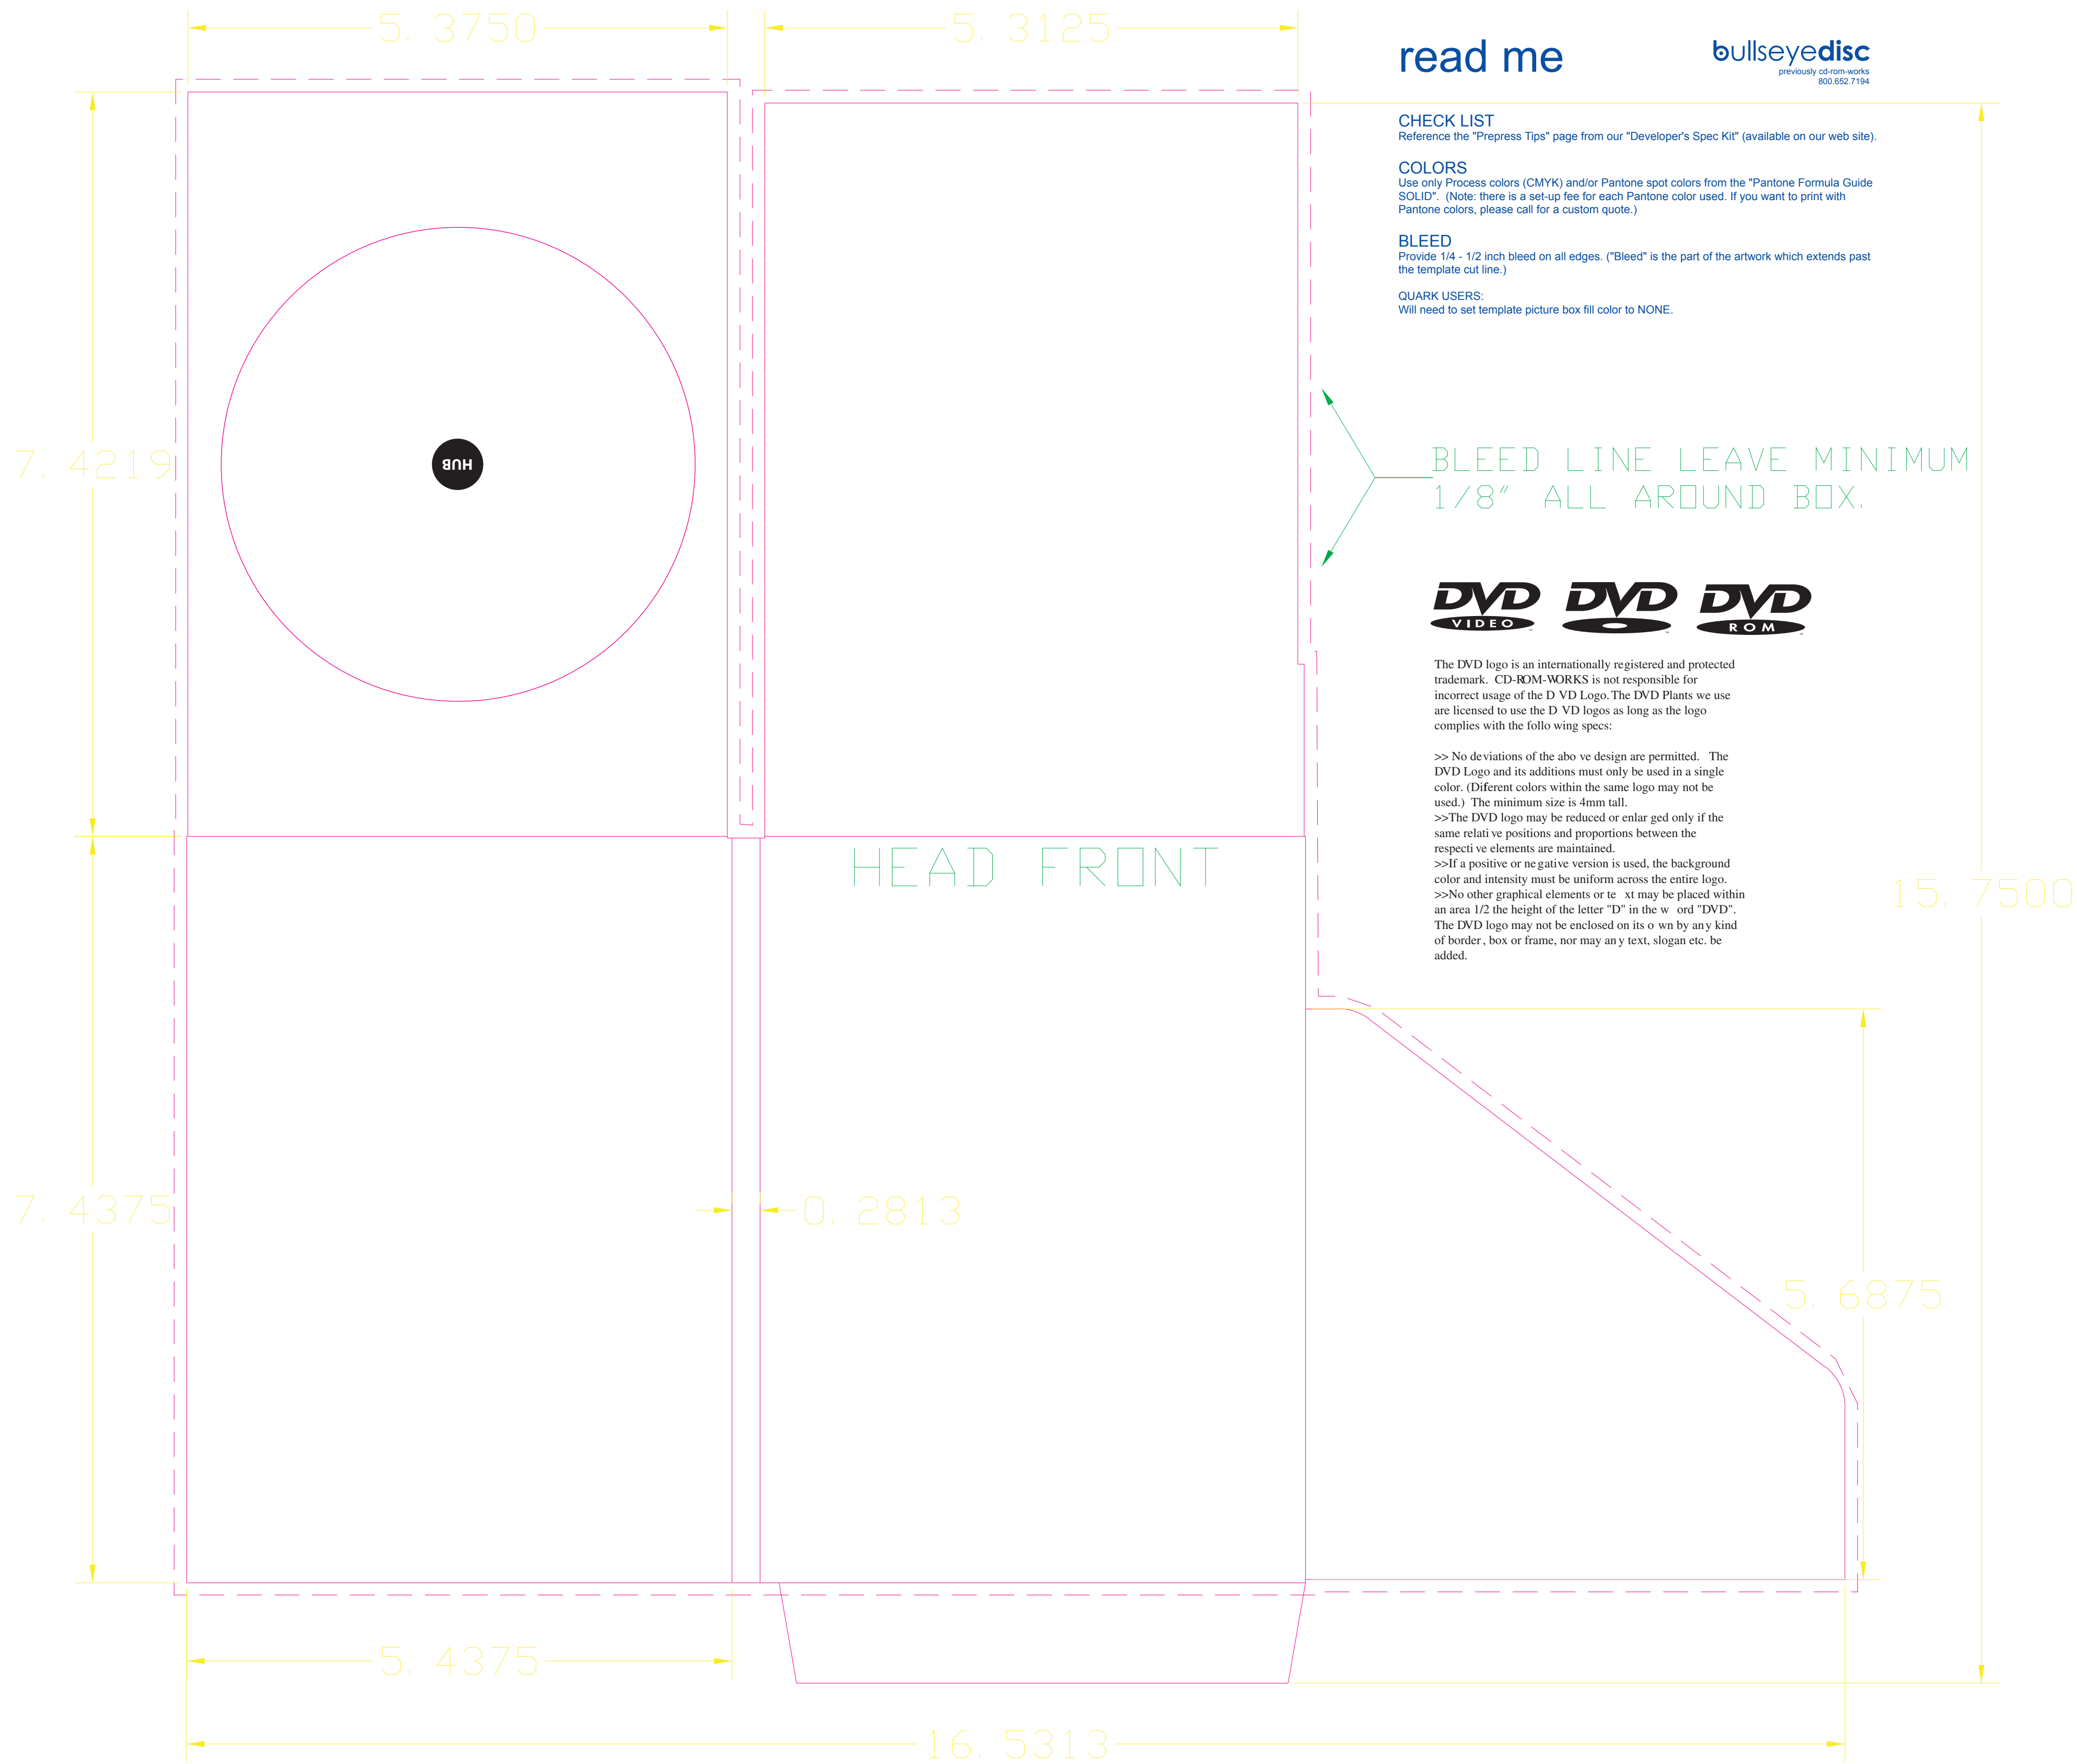 5.3750
5.3125
read me
bullseyedisc
previously cd-rom-works
800.652.7194
CHECK LIST
Reference the "Prepress Tips" page from our "Developer's Spec Kit" (available on our web site).
COLORS
Use only Process colors (CMYK) and/or Pantone spot colors from the "Pantone Formula Guide
SOLID".  (Note: there is a set-up fee for each Pantone color used. If you want to print with
Pantone colors, please call for a custom quote.)
BLEED
Provide 1/4 - 1/2 inch bleed on all edges. ("Bleed" is the part of the artwork which extends past
the template cut line.)
QUARK USERS:
Will need to set template picture box fill color to NONE.
7.4219
HUB
BLEED LINE LEAVE MINIMUM
1/8" ALL AROUND BOX.
DVD DVD DVD
VIDEO ROM
The DVD logo is an internationally registered and protected
trademark.  CD-ROM-WORKS is not responsible for
incorrect usage of the D VD Logo. The DVD Plants we use
are licensed to use the D VD logos as long as the logo
complies with the follo wing specs:
>> No deviations of the abo ve design are permitted.   The
DVD Logo and its additions must only be used in a single
color. (Diferent colors within the same logo may not be
used.)  The minimum size is 4mm tall.
>>The DVD logo may be reduced or enlar ged only if the
same relati ve positions and proportions between the
respecti ve elements are maintained.
>>If a positive or ne gative version is used, the background
color and intensity must be uniform across the entire logo.
>>No other graphical elements or te  xt may be placed within
an area 1/2 the height of the letter "D" in the w  ord "DVD".
The DVD logo may not be enclosed on its o wn by an y kind
of border , box or frame, nor may an y text, slogan etc. be
added.
HEAD FRONT
15.7500
7.4375
0.2813
5.6875
5.4375
16.5313